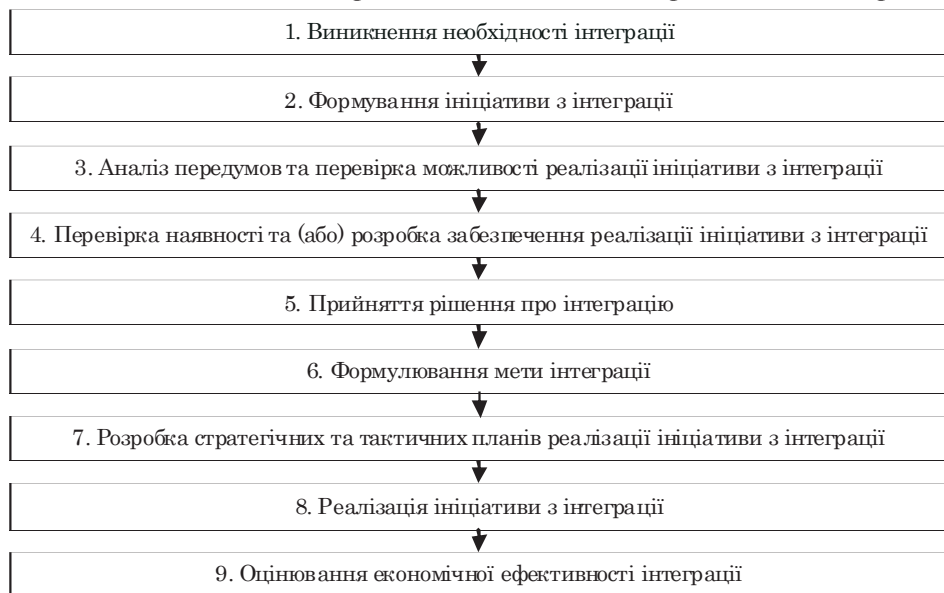 1. Виникнення необхідності інтеграції
2. Формування ініціативи з інтеграції
3. Аналіз передумов та перевірка можливості реалізації ініціативи з інтеграції
4. Перевірка наявності та (або) розробка забезпечення реалізації ініціативи з інтеграції
5. Прийняття рішення про інтеграцію
6. Формулювання мети інтеграції
7. Розробка стратегічних та тактичних планів реалізації ініціативи з інтеграції
8. Реалізація ініціативи з інтеграції
9. Оцінювання економічної ефективності інтеграції